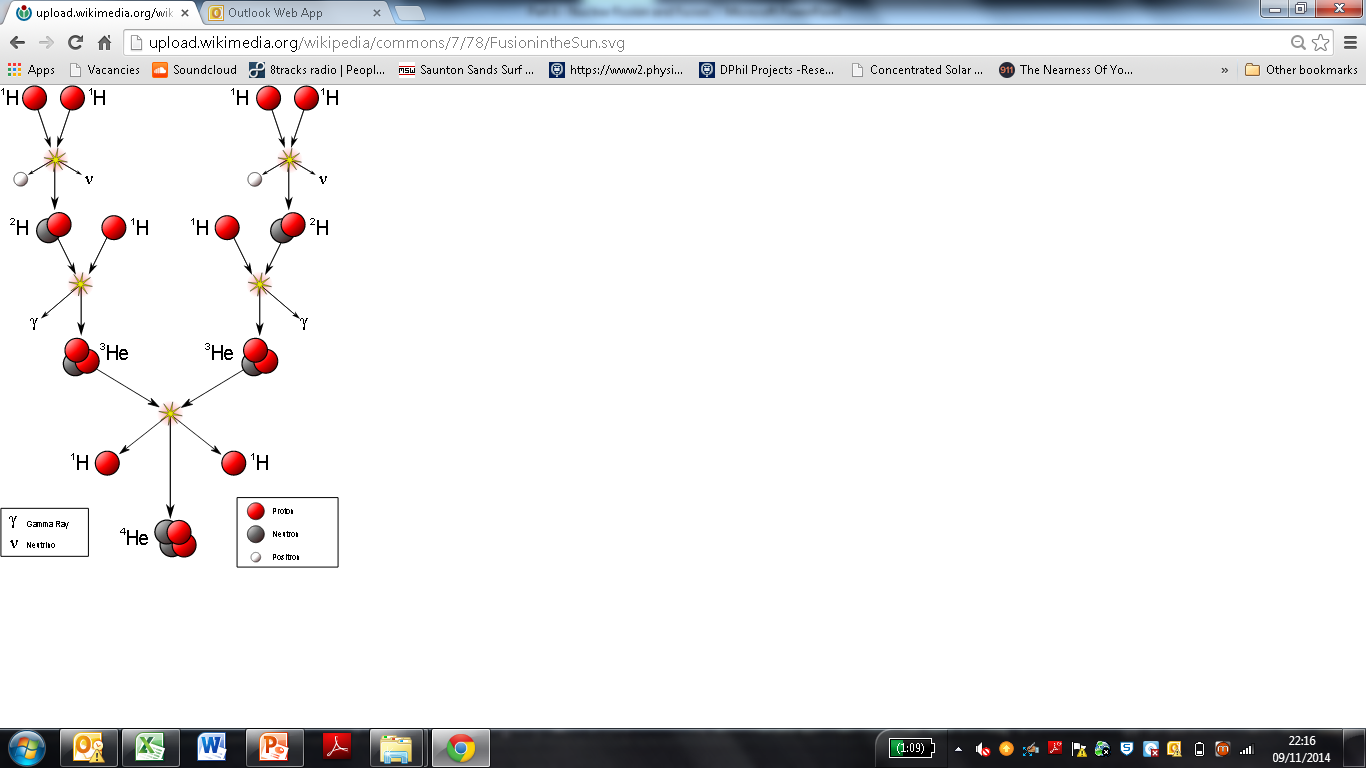 upload.wikimedia.org/wik
Outlook Web App
upload.wikimedia.org/wikipedia/commons/7/78/FusionintheSun.svg
Apps Vacancies Soundcloud 8tracks radio | Peopl... Saunton Sands Surf ... https://www2.physi... DPhil Projects -Rese... Concentrated Solar ... The Nearness Of Yo... » Other bookmarks
¹H ¹H ¹H ¹H
ν ν
²H ¹H ¹H ²H
γ γ
³He ³He
¹H ¹H
γ Gamma Ray
ν Neutrino
⁴He
Proton
Neutron
Positron
(1:09)
22:16
09/11/2014